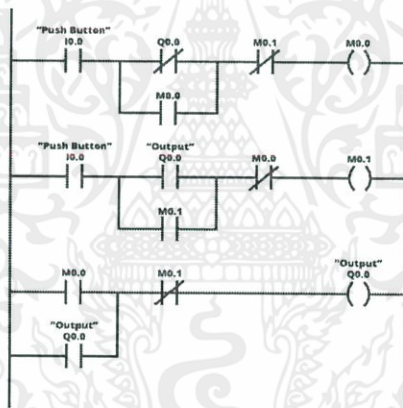 "Push Button"
I0.0 Q0.0 M0.1 M0.0
M0.0
"Push Button" "Output"
I0.0 Q0.0 M0.0 M0.1
M0.1
"Output"
M0.0 M0.1 Q0.0
"Output"
Q0.0